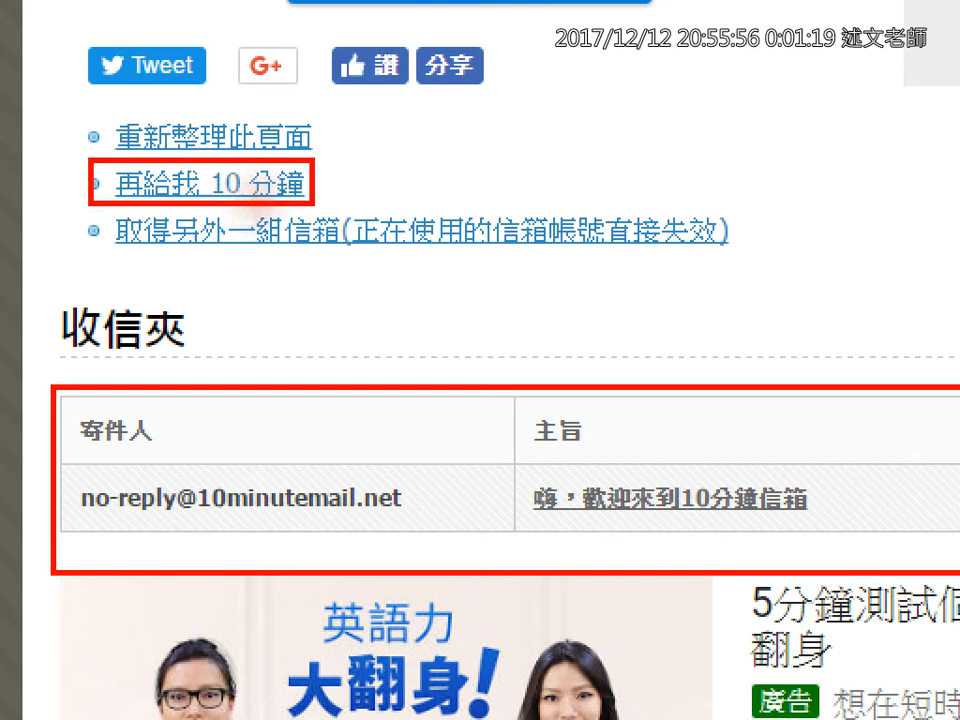 2017/12/12 20:55:56 0:01:19 述文老師
Tweet G+ 讚 分享
重新整理此頁面
再給我 10 分鐘
取得另外一組信箱(正在使用的信箱帳號直接失效)
收信夾
寄件人 主旨
no-reply@10minutemail.net 嗨，歡迎來到10分鐘信箱
英語力
大翻身!
5分鐘測試個
翻身
廣告 想在短時